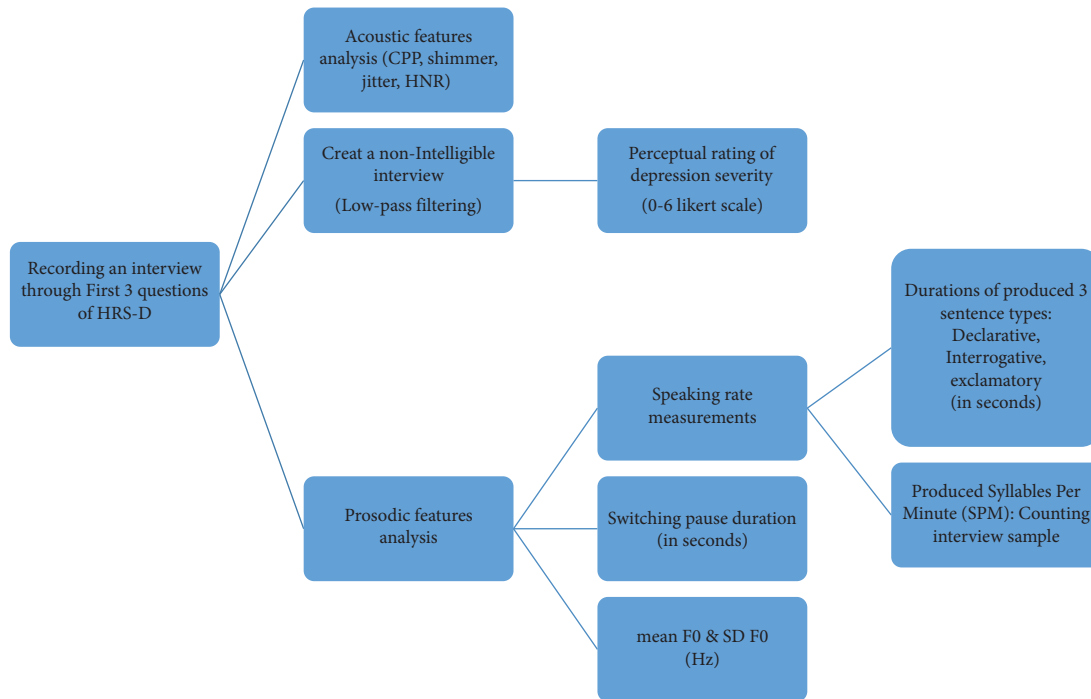 Acoustic features
analysis (CPP, shimmer,
jitter, HNR)
Creat a non-Intelligible
interview
(Low-pass filtering)
Perceptual rating of
depression severity
(0-6 likert scale)
Recording an interview
through First 3 questions
of HRS-D
Durations of produced 3
sentence types:
Declarative,
Interrogative,
exclamatory
(in seconds)
Speaking rate
measurements
Produced Syllables Per
Minute (SPM): Counting
interview sample
Prosodic features
analysis
Switching pause duration
(in seconds)
mean F0 & SD F0
(Hz)